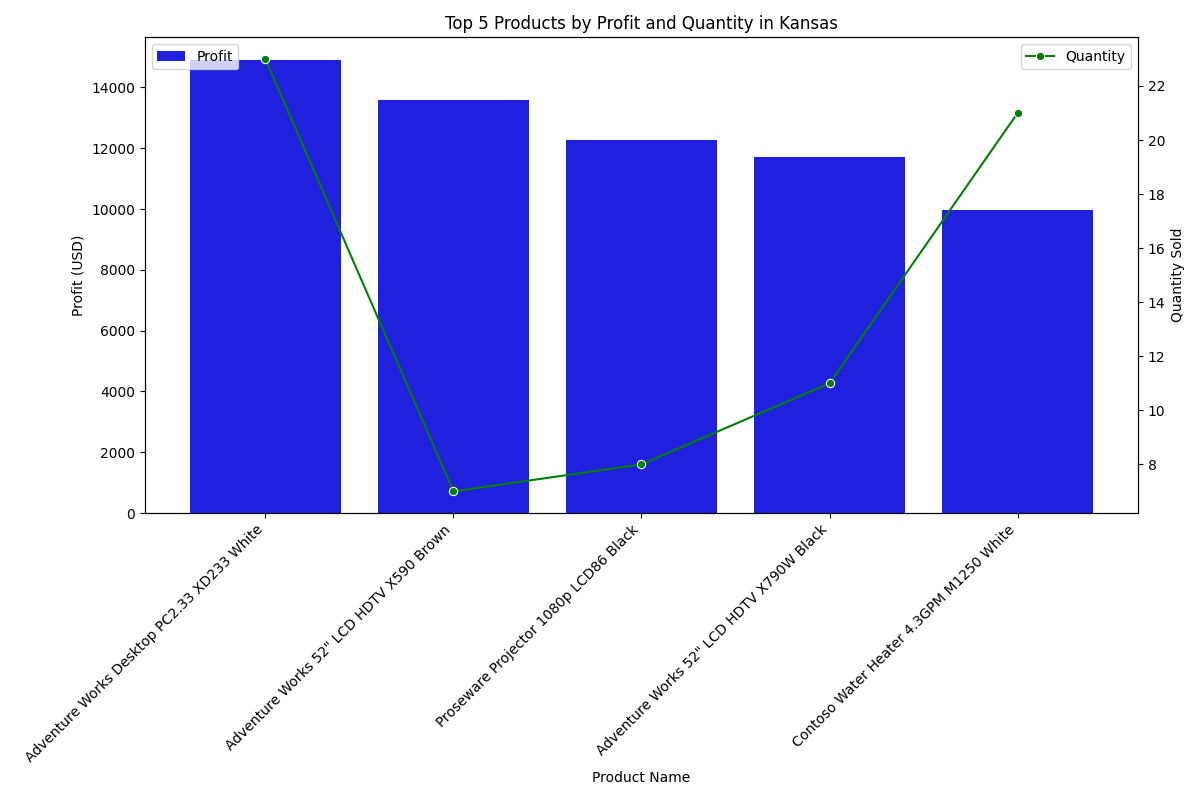 Top 5 Products by Profit and Quantity in Kansas
Profit
Quantity
Profit (USD)
14000
12000
10000
8000
6000
4000
2000
0
22
20
18
16
14
12
10
8
Quantity Sold
Adventure Works Desktop PC2.33 XD233 White
Adventure Works 52" LCD HDTV X590 Brown
Proseware Projector 1080p LCD86 Black
Adventure Works 52" LCD HDTV X790W Black
Contoso Water Heater 4.3GPM M1250 White
Product Name